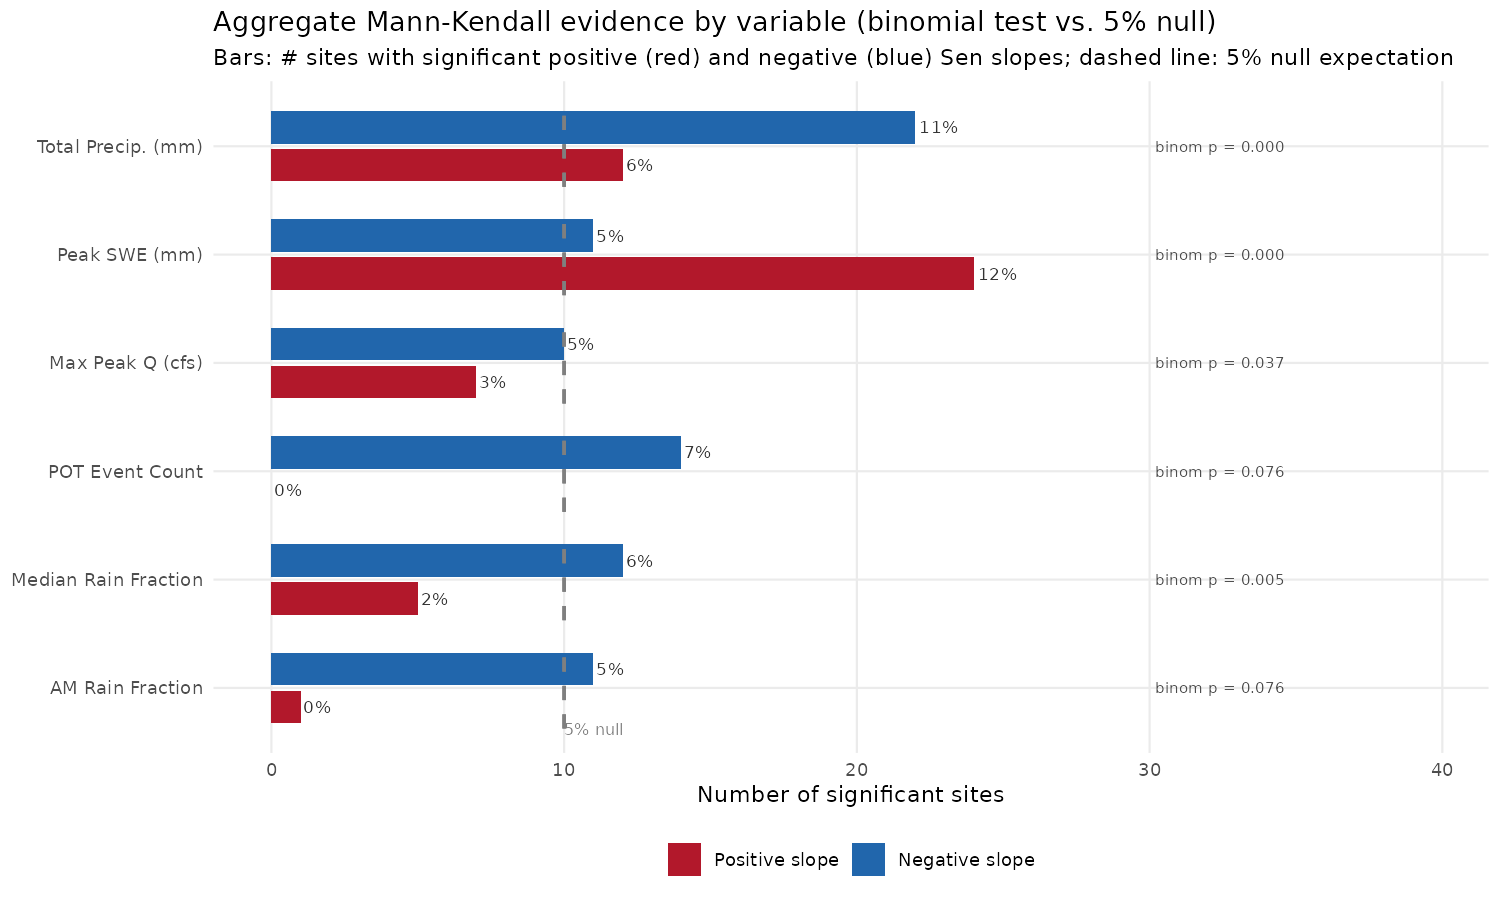 Aggregate Mann-Kendall evidence by variable (binomial test vs. 5% null)
Bars: # sites with significant positive (red) and negative (blue) Sen slopes; dashed line: 5% null expectation
Total Precip. (mm)
11%
6%
binom p = 0.000
Peak SWE (mm)
5%
12%
binom p = 0.000
Max Peak Q (cfs)
5%
3%
binom p = 0.037
POT Event Count
7%
0%
binom p = 0.076
Median Rain Fraction
6%
2%
binom p = 0.005
AM Rain Fraction
5%
0%
binom p = 0.076
5% null
0 10 20 30 40
Number of significant sites
Positive slope Negative slope